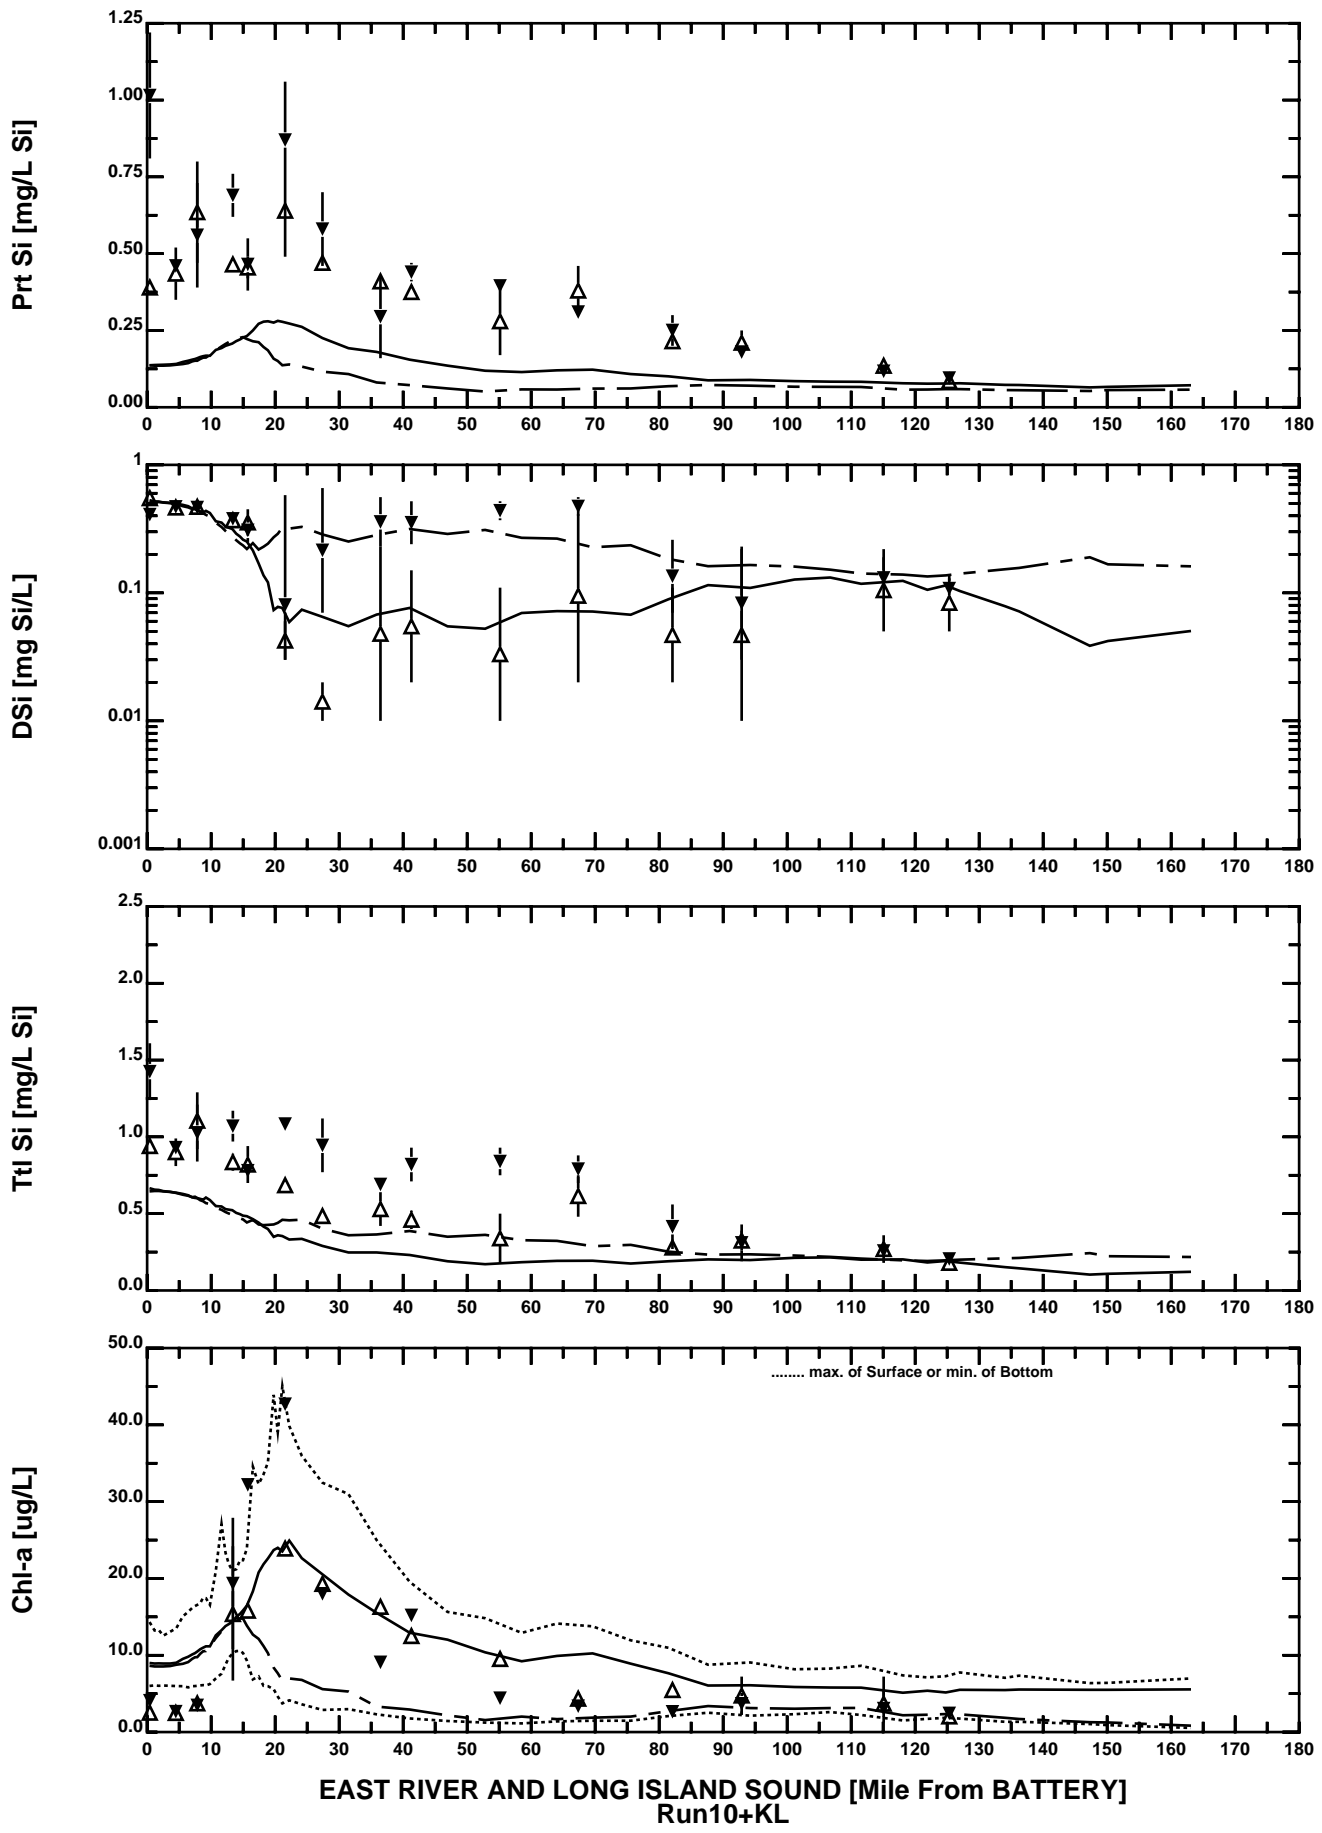 Prt Si [mg/L Si]
1.25
1.00
0.75
0.50
0.25
0.00
0 10 20 30 40 50 60 70 80 90 100 110 120 130 140 150 160 170 180
DSi [mg Si/L]
1
0.1
0.01
0.001
0 10 20 30 40 50 60 70 80 90 100 110 120 130 140 150 160 170 180
Ttl Si [mg/L Si]
2.5
2.0
1.5
1.0
0.5
0.0
0 10 20 30 40 50 60 70 80 90 100 110 120 130 140 150 160 170 180
Chl-a [ug/L]
50.0
40.0
30.0
20.0
10.0
0.0
........ max. of Surface or min. of Bottom
0 10 20 30 40 50 60 70 80 90 100 110 120 130 140 150 160 170 180
EAST RIVER AND LONG ISLAND SOUND [Mile From BATTERY]
Run10+KL